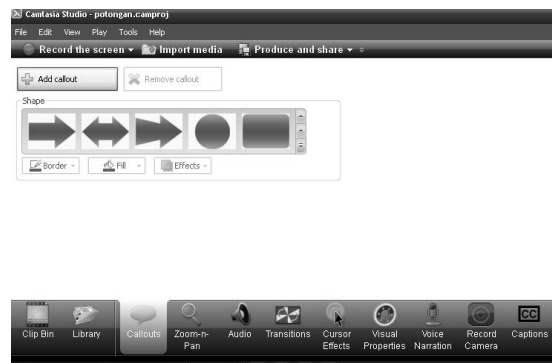 Camtasia Studio - potongan.camproj
File Edit View Play Tools Help
Record the screen Import media Produce and share
Add callout Remove callout
Shape
Border Fill Effects
Clip Bin Library Callouts Zoom-n-Pan Audio Transitions Cursor Effects Visual Properties Voice Narration Record Camera CC Captions